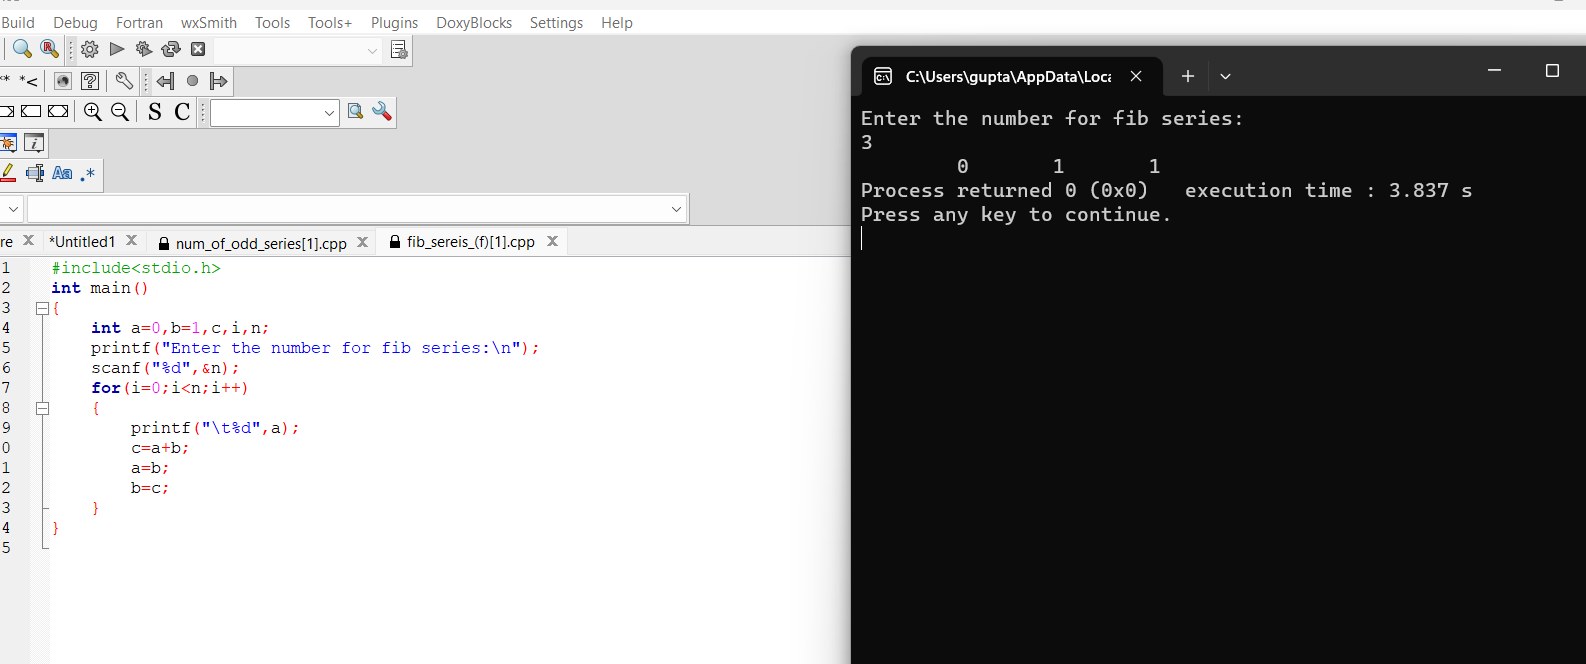 Build Debug Fortran wxSmith Tools Tools+ Plugins DoxyBlocks Settings Help
S C
Aa .*
re *Untitled1 num_of_odd_series[1].cpp fib_sereis_(f)[1].cpp
1 #include<stdio.h>
2 int main()
3 {
4 int a=0,b=1,c,i,n;
5 printf("Enter the number for fib series:\n");
6 scanf("%d",&n);
7 for(i=0;i<n;i++)
8 {
9 printf("\t%d",a);
0 c=a+b;
1 a=b;
2 b=c;
3 }
4 }
5
C:\Users\gupta\AppData\Loca
Enter the number for fib series:
3
0 1 1
Process returned 0 (0x0) execution time : 3.837 s
Press any key to continue.